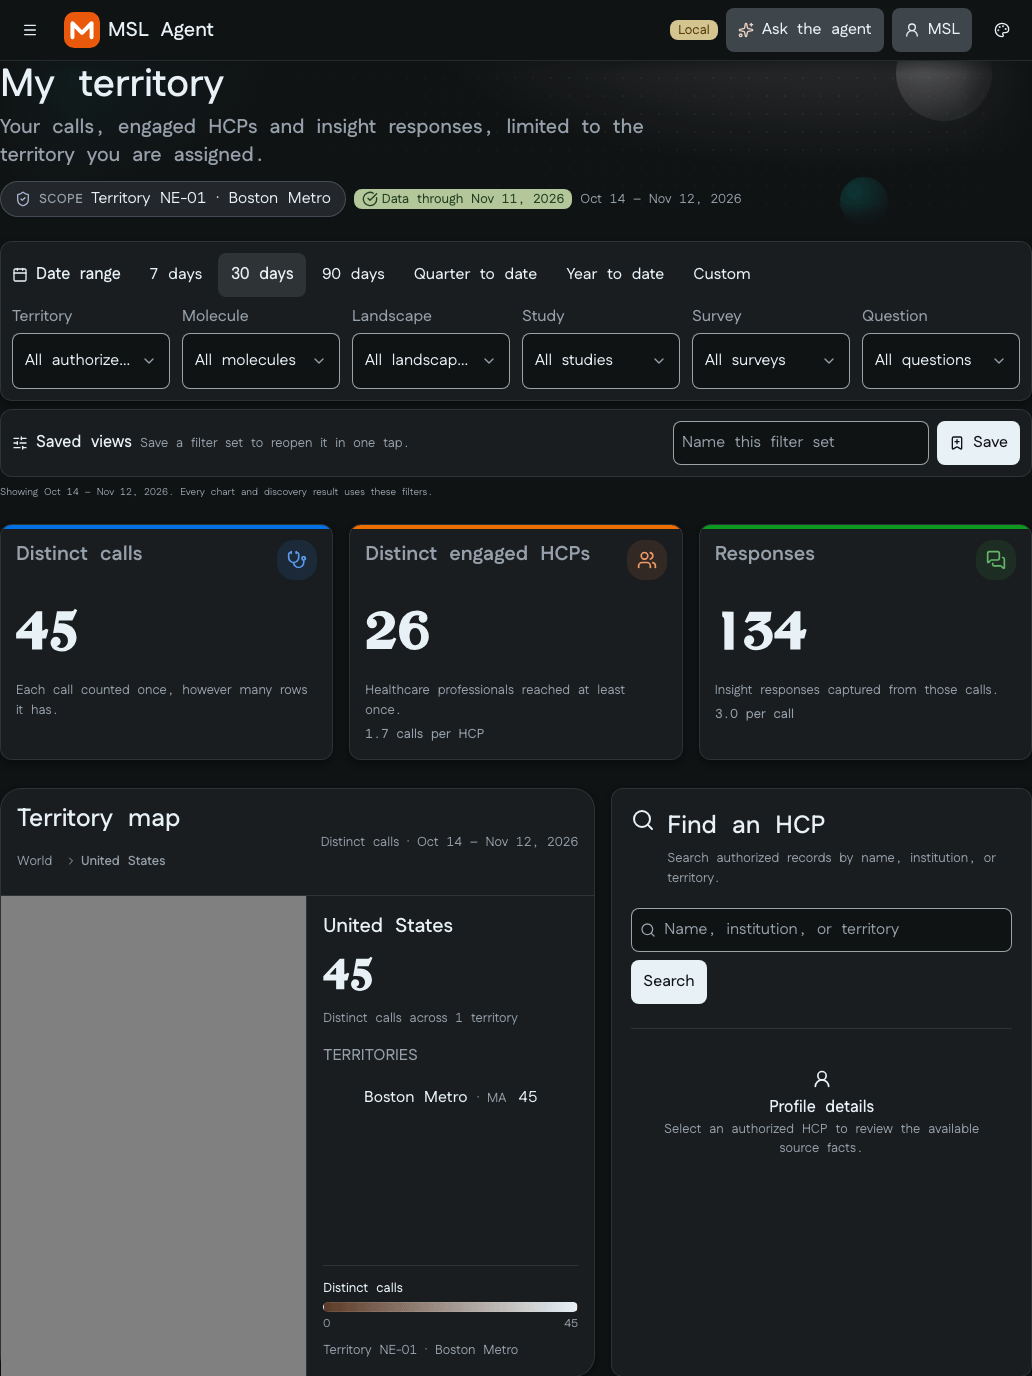 MSL Agent
Local
Ask the agent
MSL
My territory
Your calls, engaged HCPs and insight responses, limited to the
territory you are assigned.
SCOPE Territory NE-01 · Boston Metro
Data through Nov 11, 2026
Oct 14 – Nov 12, 2026
Date range
7 days
30 days
90 days
Quarter to date
Year to date
Custom
Territory
Molecule
Landscape
Study
Survey
Question
All authorize...
All molecules
All landscap...
All studies
All surveys
All questions
Saved views Save a filter set to reopen it in one tap.
Name this filter set
Save
Showing Oct 14 – Nov 12, 2026. Every chart and discovery result uses these filters.
Distinct calls
45
Each call counted once, however many rows
it has.
Distinct engaged HCPs
26
Healthcare professionals reached at least
once.
1.7 calls per HCP
Responses
134
Insight responses captured from those calls.
3.0 per call
Territory map
World > United States
Distinct calls · Oct 14 – Nov 12, 2026
United States
45
Distinct calls across 1 territory
TERRITORIES
Boston Metro · MA 45
Distinct calls
0
45
Territory NE-01 · Boston Metro
Find an HCP
Search authorized records by name, institution, or
territory.
Name, institution, or territory
Search
Profile details
Select an authorized HCP to review the available
source facts.